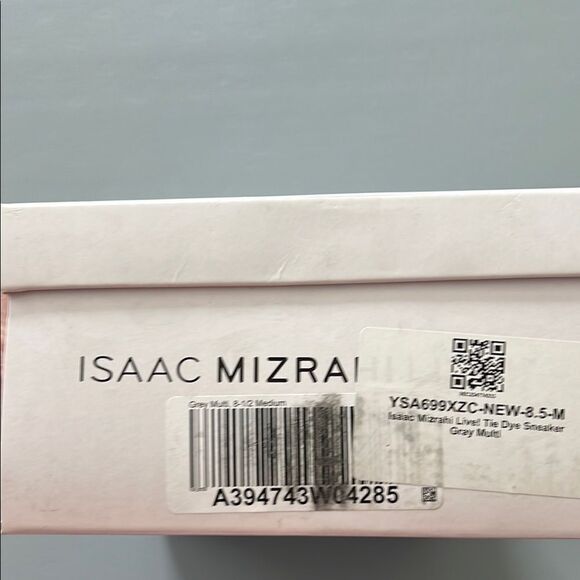 ISAAC MIZRAHI
Grey Multi, 8-1/2 Medium
A394743W04285
YSA699XZC-NEW-8.5-M
Isaac Mizrahi Live! Tie Dye Sneaker
Gray Multi